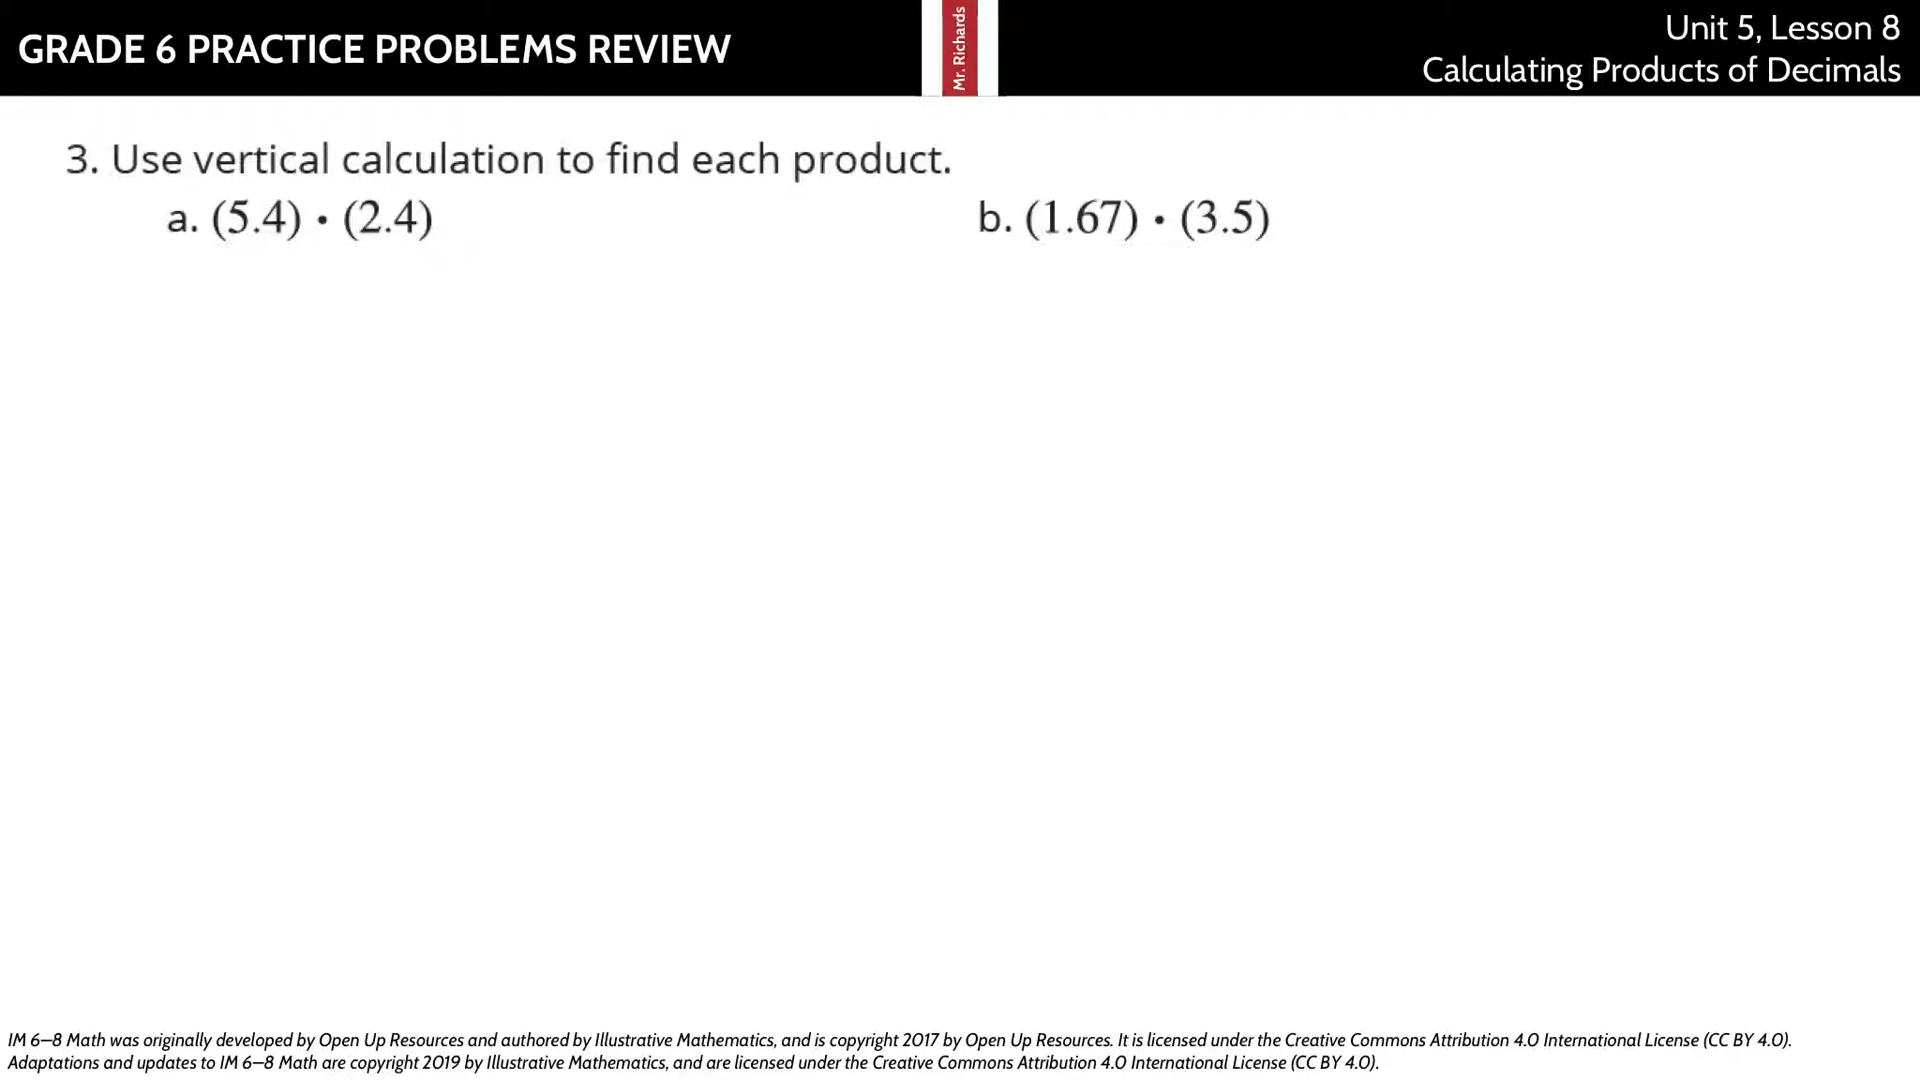 GRADE 6 PRACTICE PROBLEMS REVIEW
Mr. Richards
Unit 5, Lesson 8
Calculating Products of Decimals
3. Use vertical calculation to find each product.
a. (5.4) • (2.4)
b. (1.67) • (3.5)
IM 6–8 Math was originally developed by Open Up Resources and authored by Illustrative Mathematics, and is copyright 2017 by Open Up Resources. It is licensed under the Creative Commons Attribution 4.0 International License (CC BY 4.0).
Adaptations and updates to IM 6–8 Math are copyright 2019 by Illustrative Mathematics, and are licensed under the Creative Commons Attribution 4.0 International License (CC BY 4.0).